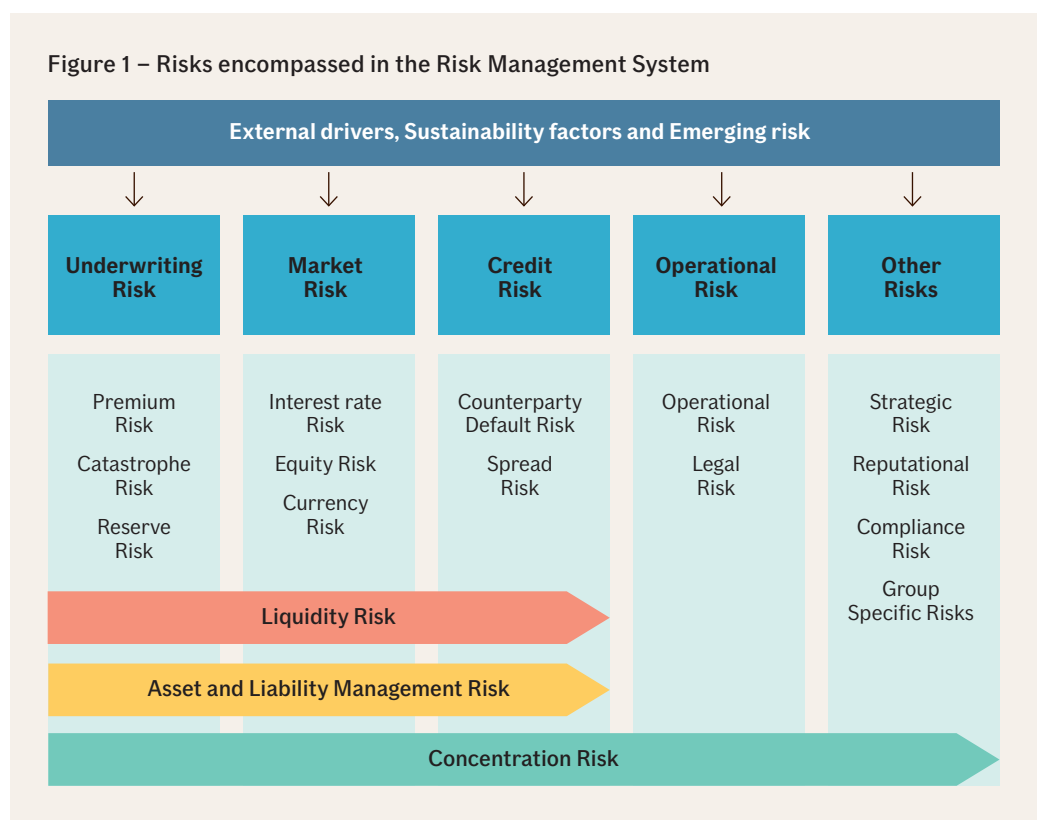 Figure 1 – Risks encompassed in the Risk Management System
External drivers, Sustainability factors and Emerging risk
Underwriting
Risk
Market
Risk
Credit
Risk
Operational
Risk
Other
Risks
Premium
Risk
Catastrophe
Risk
Reserve
Risk
Interest rate
Risk
Equity Risk
Currency
Risk
Counterparty
Default Risk
Spread
Risk
Operational
Risk
Legal
Risk
Strategic
Risk
Reputational
Risk
Compliance
Risk
Group
Specific Risks
Liquidity Risk
Asset and Liability Management Risk
Concentration Risk